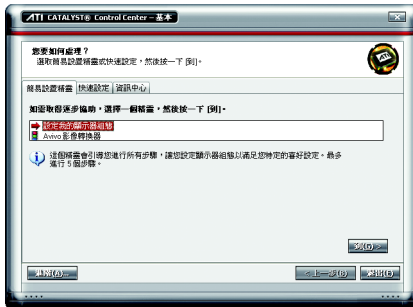 ATI CATALYST® Control Center – 基本
您要如何處理？
選取簡易設置精靈或快速設定，然後按一下 [到]。
ATI
簡易設置精靈 快速設定 資訊中心
如要取得逐步協助，選擇一個精靈，然後按一下 [到]。
設定我的顯示器組態
Avivo 影像轉換器
這個精靈會引導您進行所有步驟，讓您設定顯示器組態以滿足您特定的喜好設定。最多
進行 5 個步驟。
到(G) >
進階(A)... < 上一步(B)